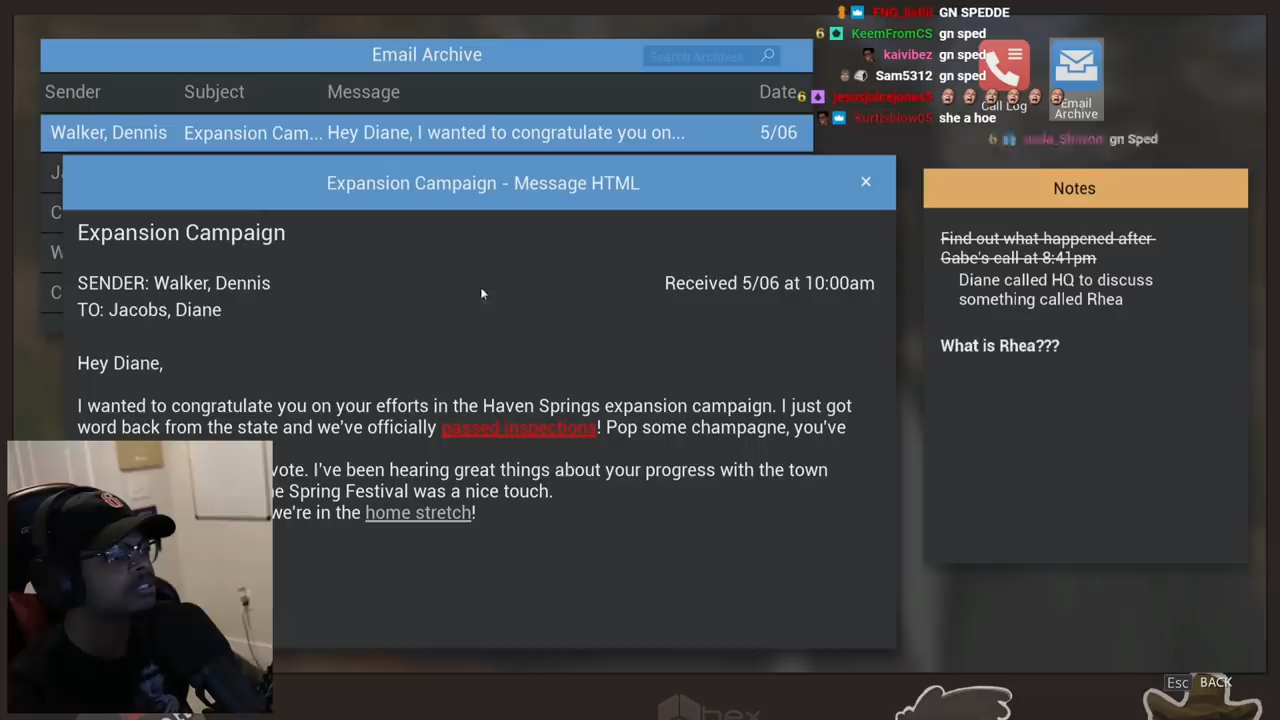 Email Archive
Search Archives
Sender Subject Message Date
Walker, Dennis Expansion Cam... Hey Diane, I wanted to congratulate you on... 5/06
Expansion Campaign - Message HTML
Expansion Campaign
SENDER: Walker, Dennis Received 5/06 at 10:00am
TO: Jacobs, Diane
Hey Diane,
I wanted to congratulate you on your efforts in the Haven Springs expansion campaign. I just got
word back from the state and we've officially passed inspections! Pop some champagne, you've
vote. I've been hearing great things about your progress with the town
e Spring Festival was a nice touch.
we're in the home stretch!
GN SPEDDE
KeemFromCS gn sped
kaivibez gn sped
Sam5312 gn sped
jesusjuicejones5
Kurtisblow05 she a hoe
gn Sped
Call Log
Email
Archive
Notes
Find out what happened after
Gabe's call at 8:41pm
Diane called HQ to discuss
something called Rhea
What is Rhea???
Esc BACK
hex